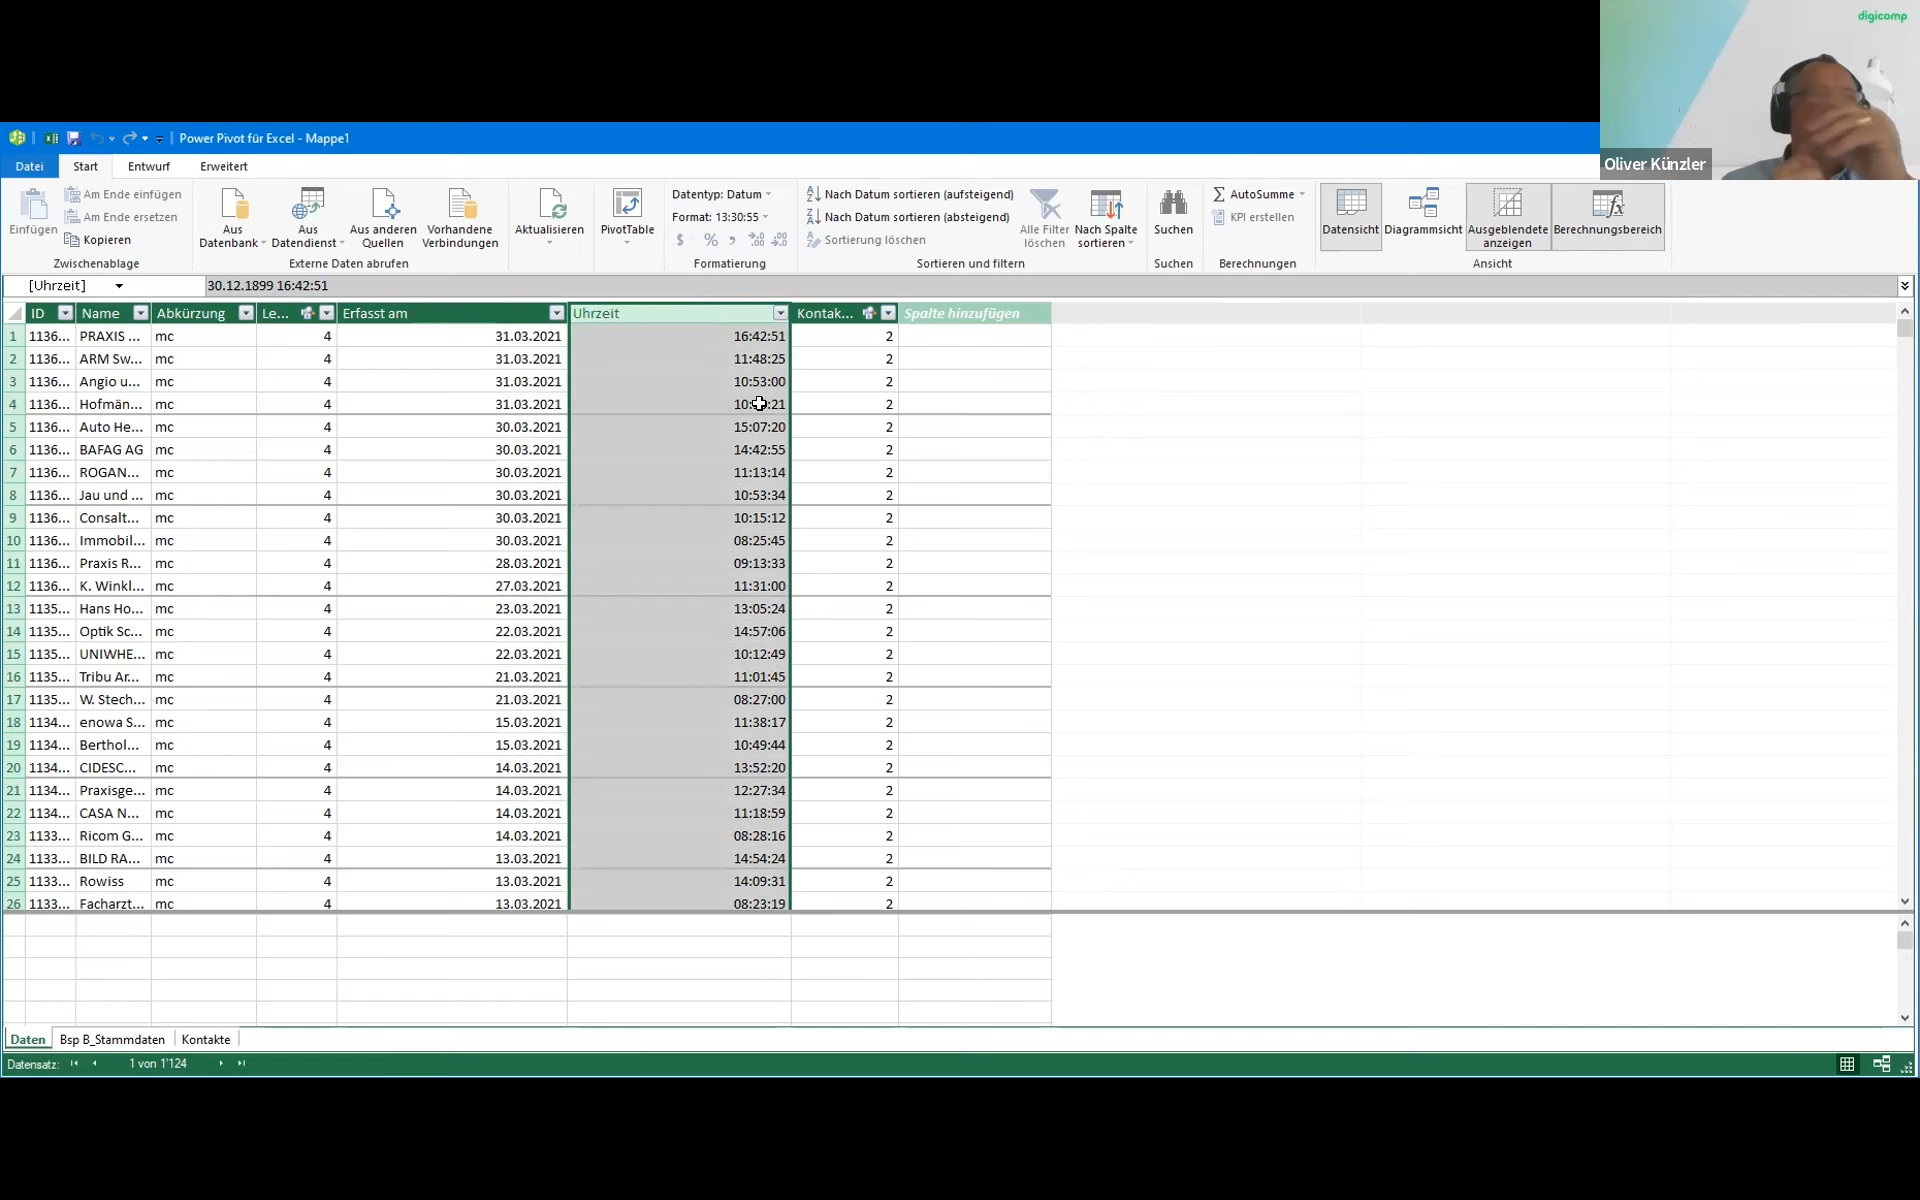 digicomp
Oliver Künzler
Power Pivot für Excel - Mappe1
Datei Start Entwurf Erweitert
Einfügen
Am Ende einfügen
Am Ende ersetzen
Kopieren
Zwischenablage
Aus Datenbank
Aus Datendienst
Aus anderen Quellen
Vorhandene Verbindungen
Externe Daten abrufen
Aktualisieren
PivotTable
Datentyp: Datum
Format: 13:30:55
$ % ,
Formatierung
Nach Datum sortieren (aufsteigend)
Nach Datum sortieren (absteigend)
Sortierung löschen
Alle Filter löschen
Nach Spalte sortieren
Sortieren und filtern
Suchen
Suchen
AutoSumme
KPI erstellen
Berechnungen
Datensicht
Diagrammsicht
Ausgeblendete anzeigen
Berechnungsbereich
Ansicht
[Uhrzeit] 30.12.1899 16:42:51
ID Name Abkürzung Le... Erfasst am Uhrzeit Kontak... Spalte hinzufügen
1 1136... PRAXIS ... mc 4 31.03.2021 16:42:51 2
2 1136... ARM Sw... mc 4 31.03.2021 11:48:25 2
3 1136... Angio u... mc 4 31.03.2021 10:53:00 2
4 1136... Hofmän... mc 4 31.03.2021 10: :21 2
5 1136... Auto He... mc 4 30.03.2021 15:07:20 2
6 1136... BAFAG AG mc 4 30.03.2021 14:42:55 2
7 1136... ROGAN... mc 4 30.03.2021 11:13:14 2
8 1136... Jau und ... mc 4 30.03.2021 10:53:34 2
9 1136... Consalt... mc 4 30.03.2021 10:15:12 2
10 1136... Immobil... mc 4 30.03.2021 08:25:45 2
11 1136... Praxis R... mc 4 28.03.2021 09:13:33 2
12 1136... K. Winkl... mc 4 27.03.2021 11:31:00 2
13 1135... Hans Ho... mc 4 23.03.2021 13:05:24 2
14 1135... Optik Sc... mc 4 22.03.2021 14:57:06 2
15 1135... UNIWHE... mc 4 22.03.2021 10:12:49 2
16 1135... Tribu Ar... mc 4 21.03.2021 11:01:45 2
17 1135... W. Stech... mc 4 21.03.2021 08:27:00 2
18 1134... enowa S... mc 4 15.03.2021 11:38:17 2
19 1134... Berthol... mc 4 15.03.2021 10:49:44 2
20 1134... CIDESC... mc 4 14.03.2021 13:52:20 2
21 1134... Praxisge... mc 4 14.03.2021 12:27:34 2
22 1134... CASA N... mc 4 14.03.2021 11:18:59 2
23 1133... Ricom G... mc 4 14.03.2021 08:28:16 2
24 1133... BILD RA... mc 4 13.03.2021 14:54:24 2
25 1133... Rowiss mc 4 13.03.2021 14:09:31 2
26 1133... Facharzt... mc 4 13.03.2021 08:23:19 2
Daten Bsp B_Stammdaten Kontakte
Datensatz: 1 von 1'124